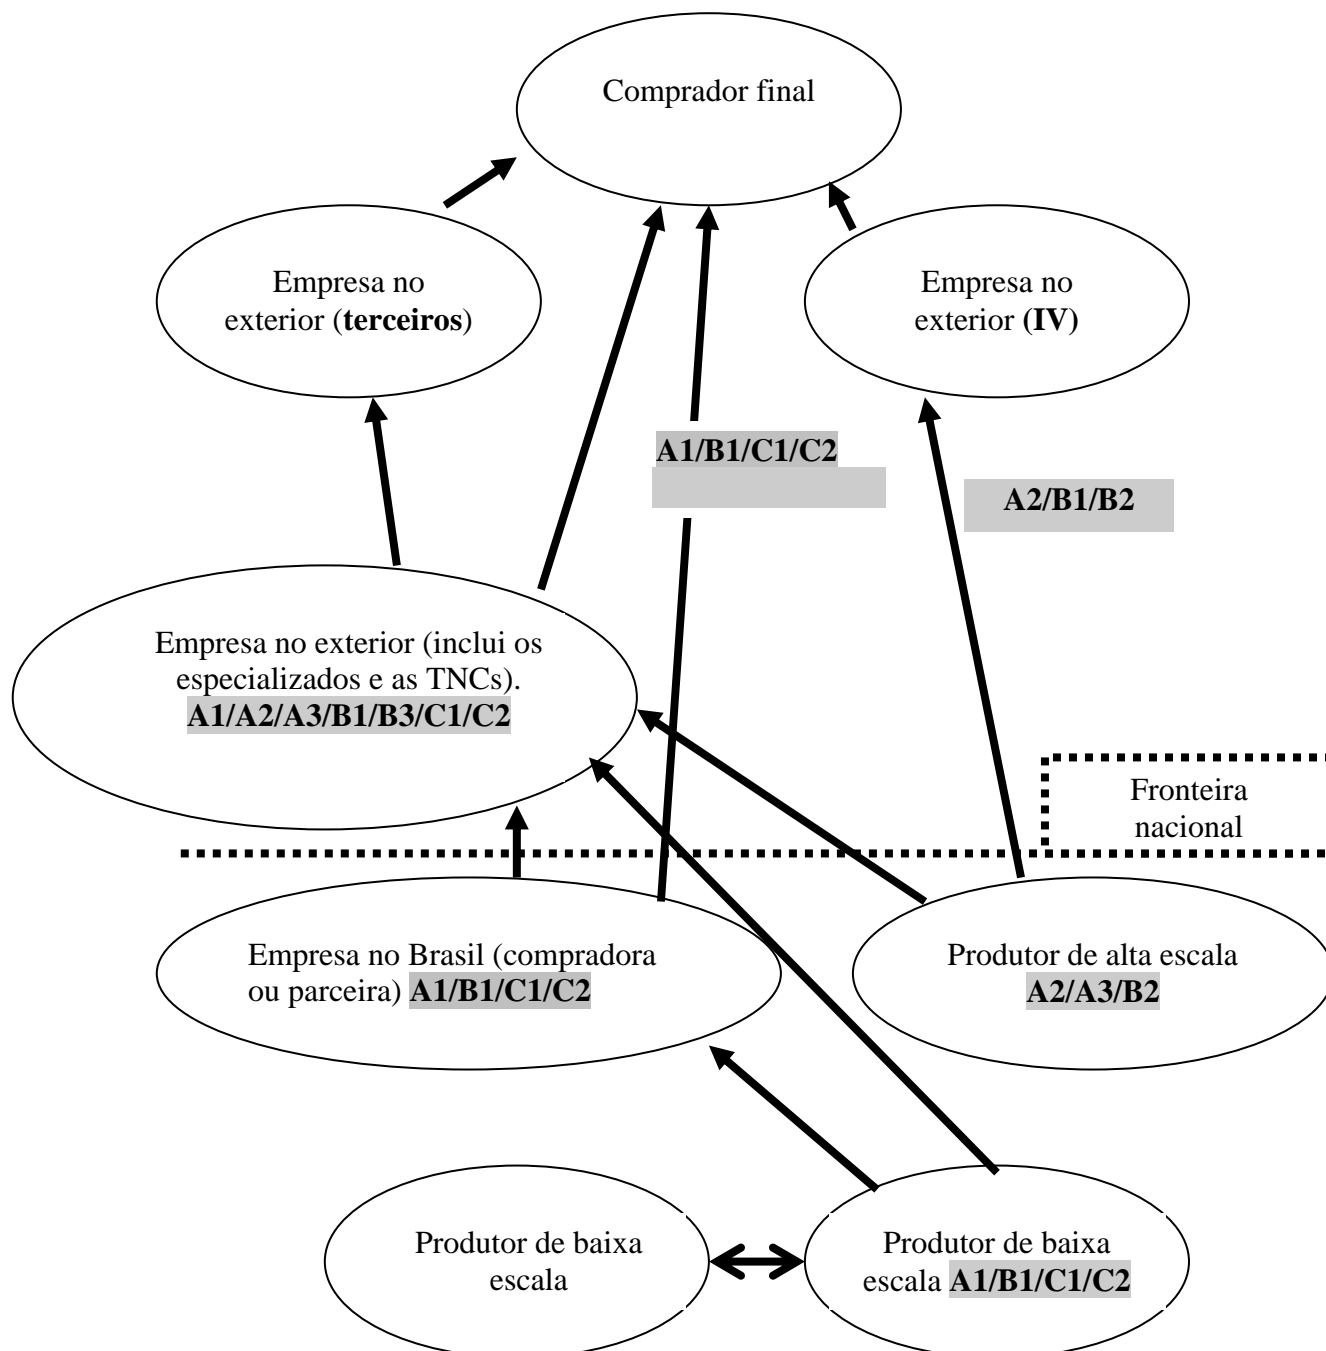 Comprador final
Empresa no
exterior (terceiros)
Empresa no
exterior (IV)
A1/B1/C1/C2
A2/B1/B2
Empresa no exterior (inclui os
especializados e as TNCs).
A1/A2/A3/B1/B3/C1/C2
Fronteira
nacional
Empresa no Brasil (compradora
ou parceira) A1/B1/C1/C2
Produtor de alta escala
A2/A3/B2
Produtor de baixa
escala
Produtor de baixa
escala A1/B1/C1/C2